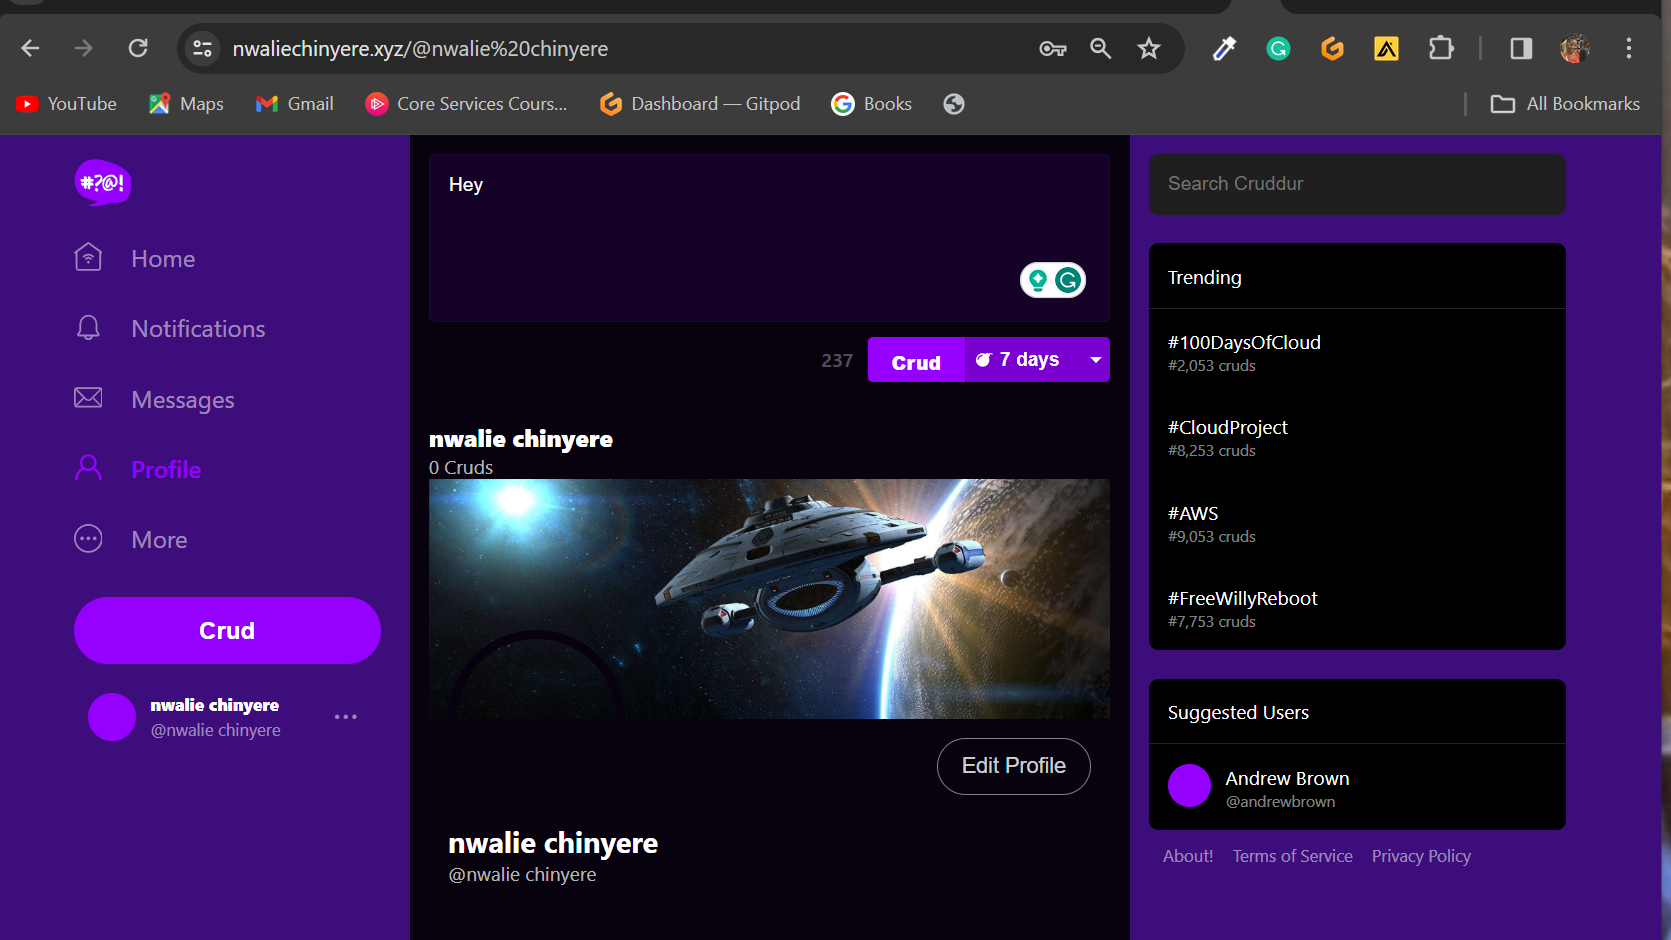 nwaliechinyere.xyz/@nwalie%20chinyere
YouTube
Maps
Gmail
Core Services Cours...
Dashboard — Gitpod
Books
All Bookmarks
#?@!
Home
Notifications
Messages
Profile
More
Crud
nwalie chinyere
@nwalie chinyere
Hey
237
Crud
7 days
nwalie chinyere
0 Cruds
Edit Profile
nwalie chinyere
@nwalie chinyere
Search Cruddur
Trending
#100DaysOfCloud
#2,053 cruds
#CloudProject
#8,253 cruds
#AWS
#9,053 cruds
#FreeWillyReboot
#7,753 cruds
Suggested Users
Andrew Brown
@andrewbrown
About!
Terms of Service
Privacy Policy